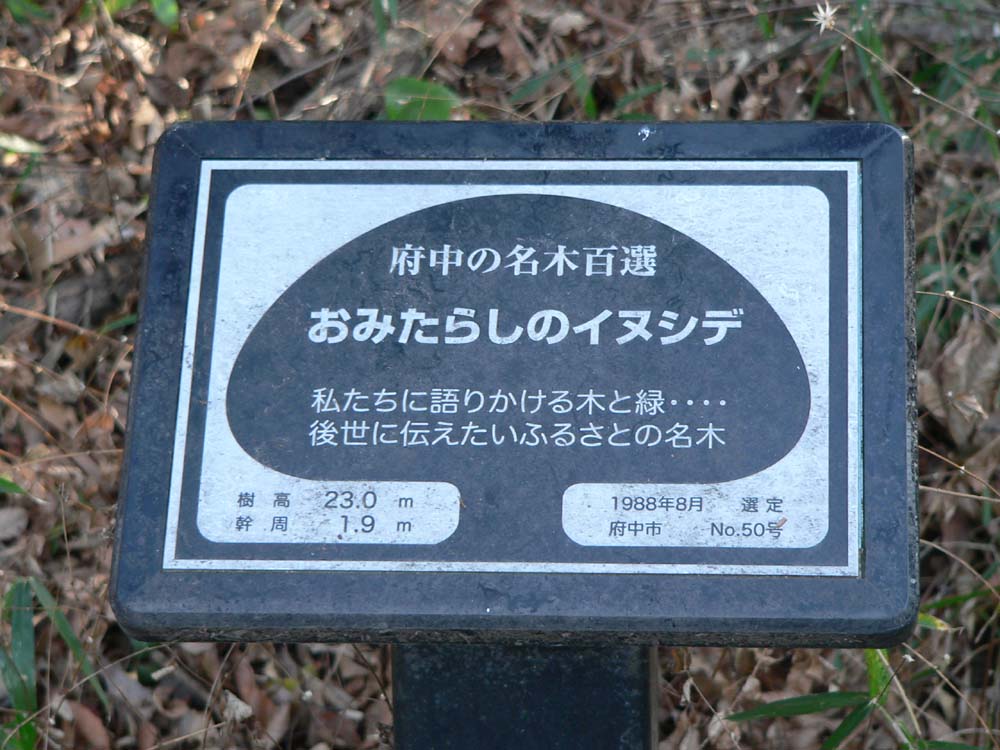 府中の名木百選
おみたらしのイヌシデ
私たちに語りかける木と緑‥‥
後世に伝えたいふるさとの名木
樹高 23.0 m
幹周 1.9 m
1988年8月 選定
府中市 No.50号